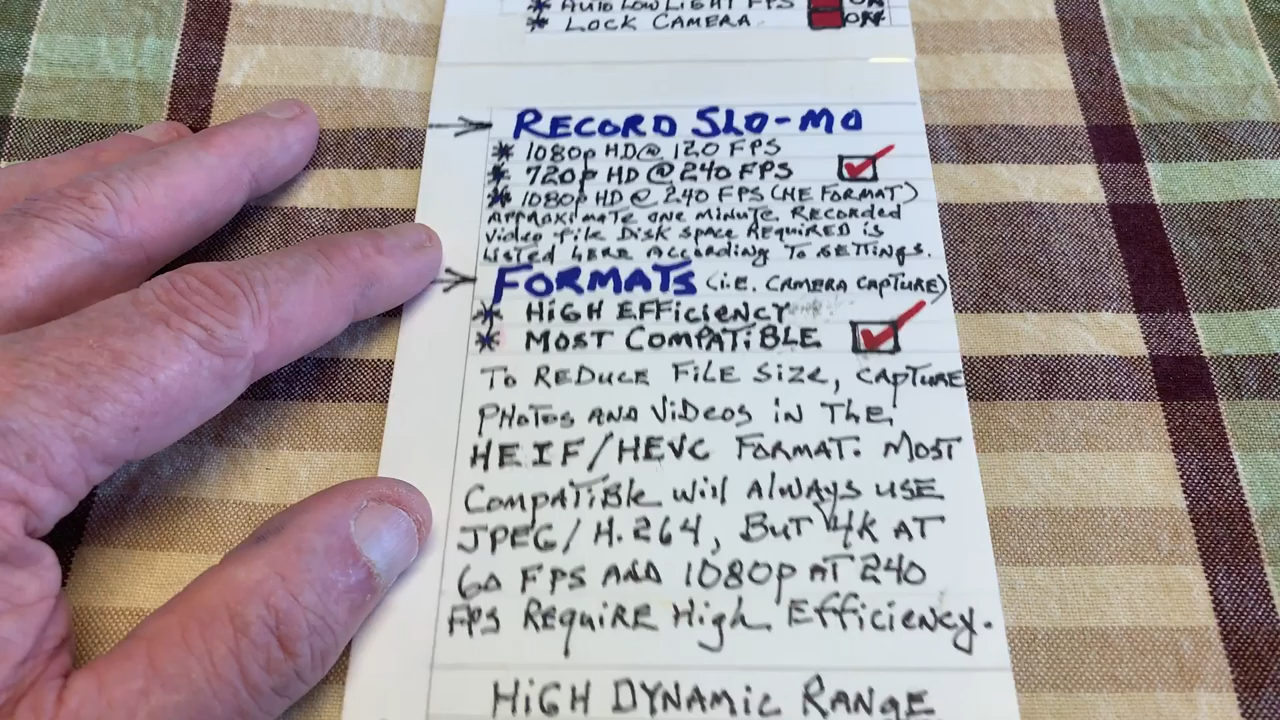 * AUTO LOW LIGHT FPS ON
* LOCK CAMERA OFF
RECORD SLO-MO
* 1080p HD@ 120 FPS
* 720p HD @ 240 FPS
* 1080p HD @ 240 FPS (HE FORMAT)
APPROXIMATE ONE MINUTE RECORDED
VIDEO FILE DISK SPACE REQUIRED IS
LISTED HERE ACCORDING TO SETTINGS.
FORMATS (i.E. CAMERA CAPTURE)
* HIGH EFFICIENCY
* MOST COMPATIBLE
TO REDUCE FILE SIZE, CAPTURE
PHOTOS AND VIDEOS IN THE
HEIF/HEVC FORMAT. MOST
COMPATIBLE WILL ALWAYS USE
JPEG/H.264, BUT 4K AT
60 FPS AND 1080p AT 240
FPS REQUIRE HIGH EFFICIENCY.
HIGH DYNAMIC RANGE